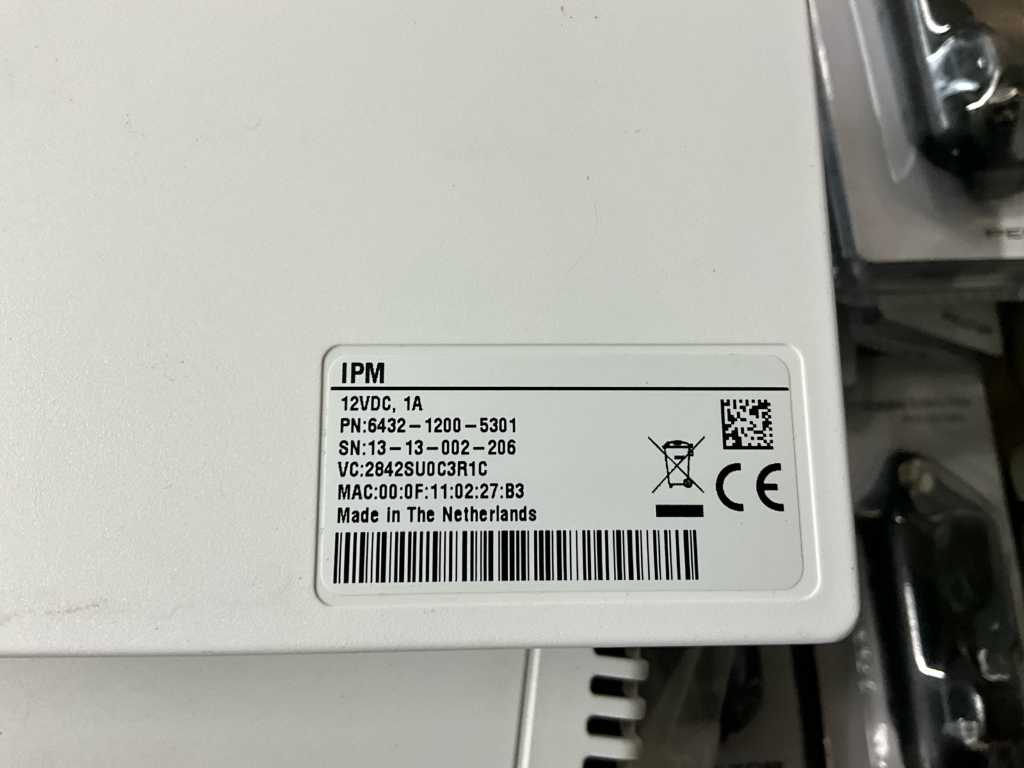 IPM
12VDC, 1A
PN:6432-1200-5301
SN:13-13-002-206
VC:2842SU0C3R1C
MAC:00:0F:11:02:27:B3
Made in The Netherlands
CE